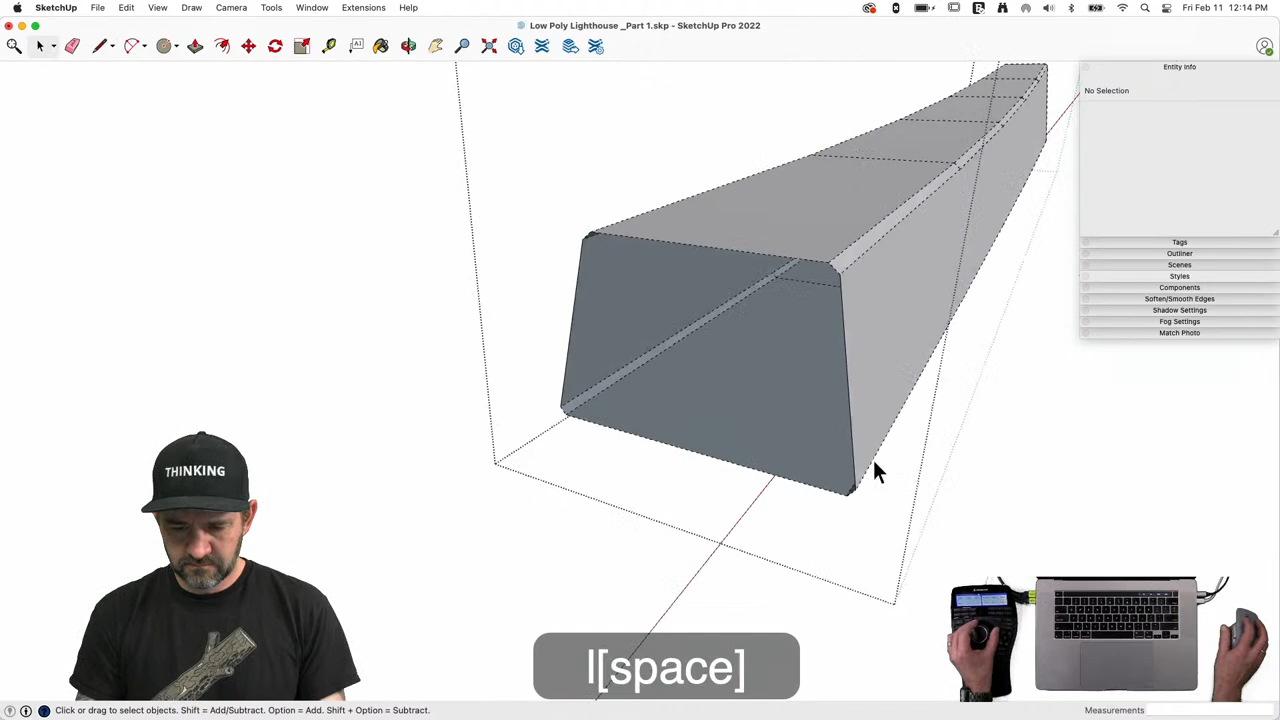 SketchUp File Edit View Draw Camera Tools Window Extensions Help Fri Feb 11 12:14 PM
Low Poly Lighthouse _Part 1.skp - SketchUp Pro 2022
Entity Info
No Selection
Tags
Outliner
Scenes
Styles
Components
Soften/Smooth Edges
Shadow Settings
Fog Settings
Match Photo
THINKING
l[space]
Click or drag to select objects. Shift = Add/Subtract. Option = Add. Shift + Option = Subtract. Measurements